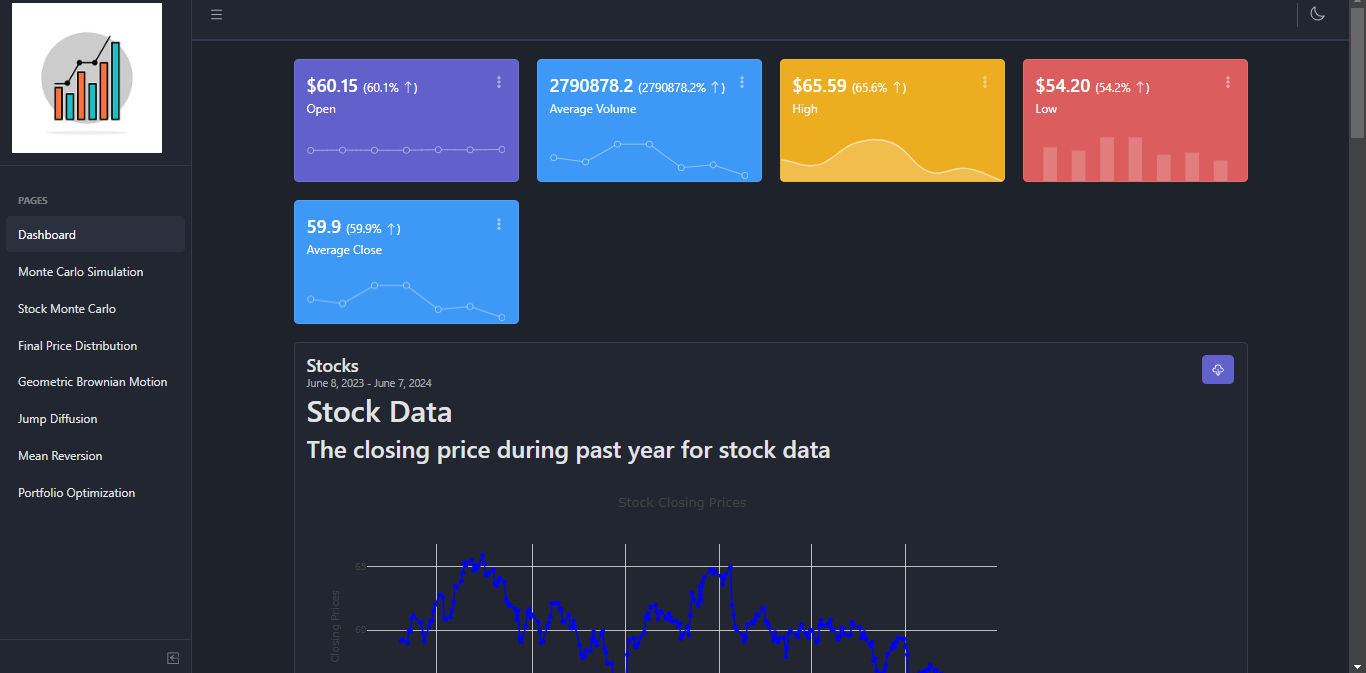 $60.15 (60.1% ↑)
Open
2790878.2 (2790878.2% ↑)
Average Volume
$65.59 (65.6% ↑)
High
$54.20 (54.2% ↑)
Low
59.9 (59.9% ↑)
Average Close
PAGES
Dashboard
Monte Carlo Simulation
Stock Monte Carlo
Final Price Distribution
Geometric Brownian Motion
Jump Diffusion
Mean Reversion
Portfolio Optimization
Stocks
June 8, 2023 - June 7, 2024
Stock Data
The closing price during past year for stock data
Stock Closing Prices
65
60
Closing Prices